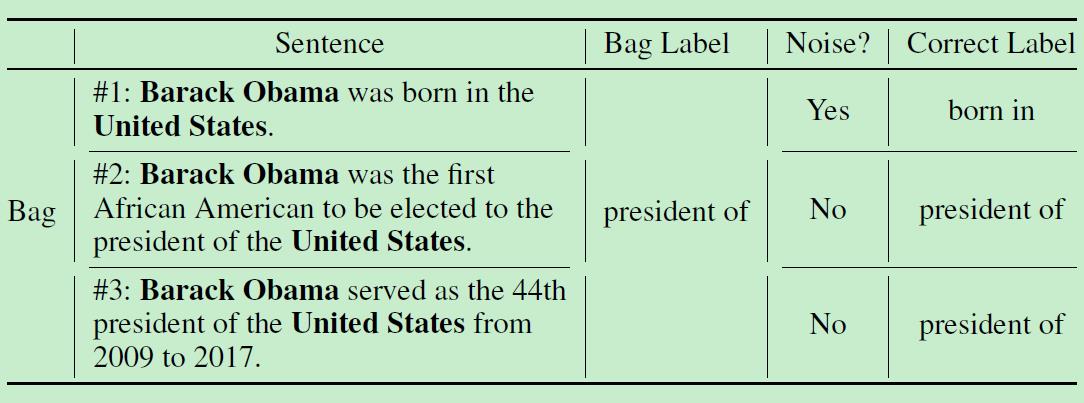 Sentence Bag Label Noise? Correct Label
#1: Barack Obama was born in the
United States.
Yes born in
#2: Barack Obama was the first
African American to be elected to the
president of the United States.
Bag
president of
No president of
#3: Barack Obama served as the 44th
president of the United States from
2009 to 2017.
No president of